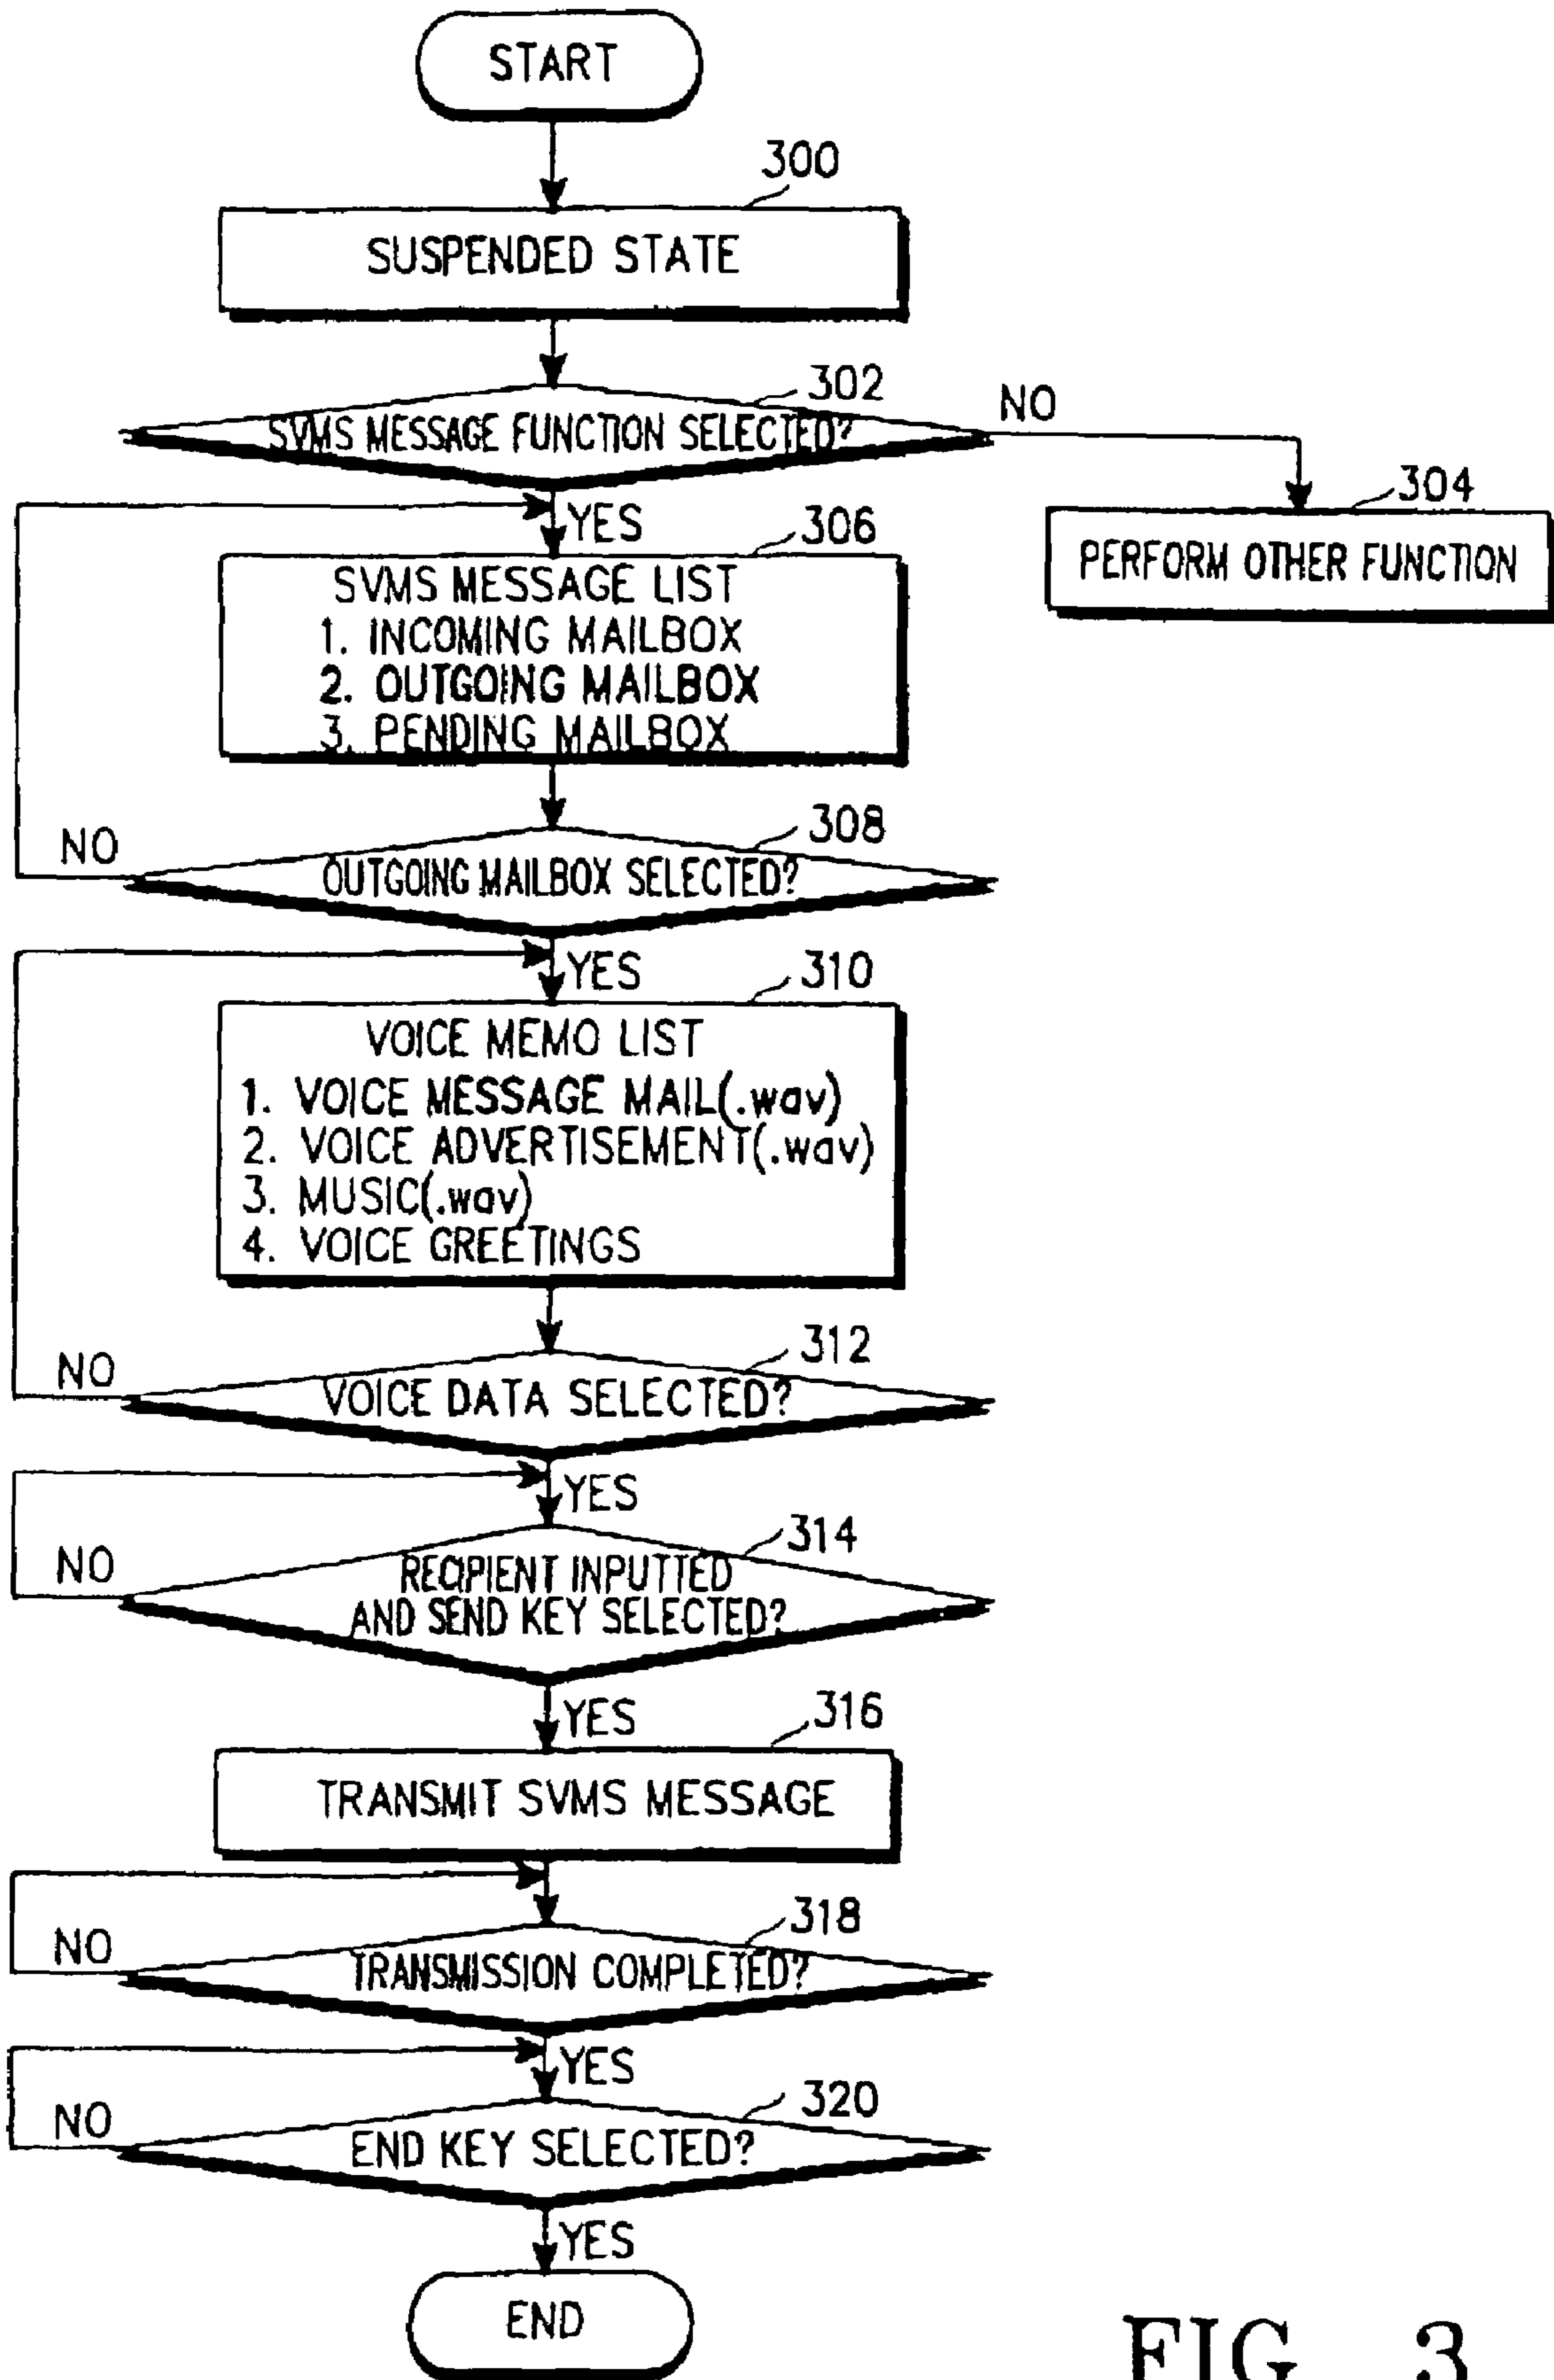 START
300
SUSPENDED STATE
302
SVMS MESSAGE FUNCTION SELECTED?
NO
304
PERFORM OTHER FUNCTION
YES
306
SVMS MESSAGE LIST
1. INCOMING MAILBOX
2. OUTGOING MAILBOX
3. PENDING MAILBOX
308
NO
OUTGOING MAILBOX SELECTED?
YES
310
VOICE MEMO LIST
1. VOICE MESSAGE MAIL(.wav)
2. VOICE ADVERTISEMENT(.wav)
3. MUSIC(.wav)
4. VOICE GREETINGS
312
NO
VOICE DATA SELECTED?
YES
314
NO
RECIPIENT INPUTTED
AND SEND KEY SELECTED?
YES
316
TRANSMIT SVMS MESSAGE
318
NO
TRANSMISSION COMPLETED?
YES
320
NO
END KEY SELECTED?
YES
END
FIG. 3